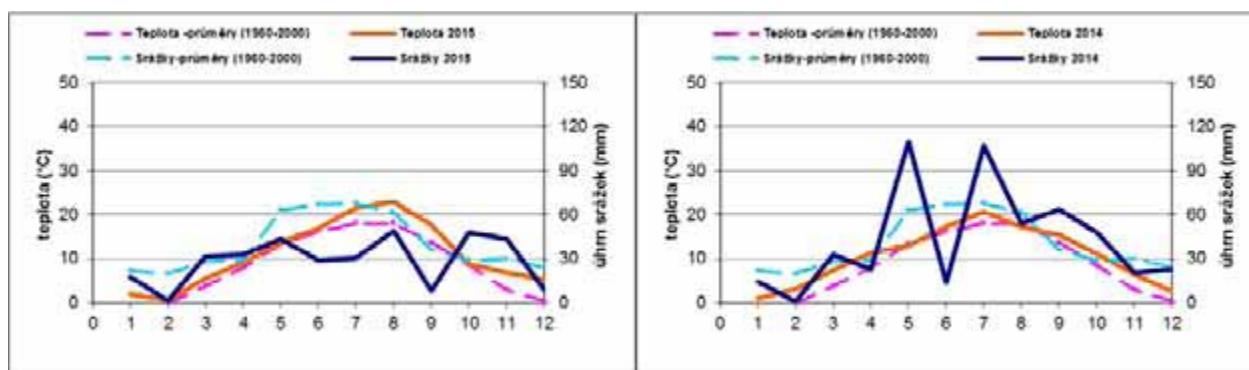 Teplota -průměry (1960-2000) Teplota 2015
Srážky-průměry (1960-2000) Srážky 2015
50 150
40 120
30 90
20 60
10 30
0 0
teplota (°C)
úhrn srážek (mm)
0 1 2 3 4 5 6 7 8 9 10 11 12
Teplota -průměry (1960-2000) Teplota 2014
Srážky-průměry (1960-2000) Srážky 2014
50 150
40 120
30 90
20 60
10 30
0 0
teplota (°C)
úhrn srážek (mm)
0 1 2 3 4 5 6 7 8 9 10 11 12